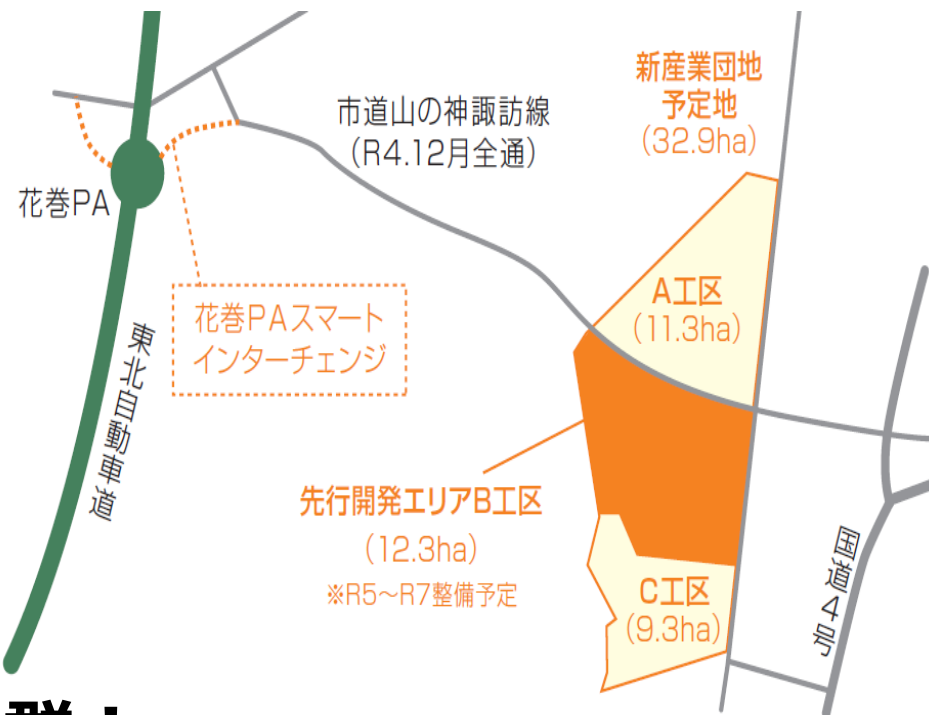 新産業団地
予定地
(32.9ha)
市道山の神諏訪線
(R4.12月全通)
花巻PA
A工区
(11.3ha)
花巻PAスマート
インターチェンジ
東北自動車道
先行開発エリアB工区
(12.3ha)
※R5～R7整備予定
C工区
(9.3ha)
国道4号